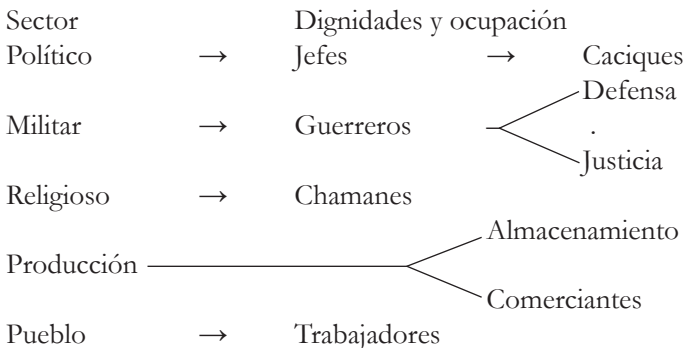 Sector Dignidades y ocupación
Político → Jefes → Caciques
Defensa
Militar → Guerreros .
Justicia
Religioso → Chamanes
Almacenamiento
Producción
Comerciantes
Pueblo → Trabajadores